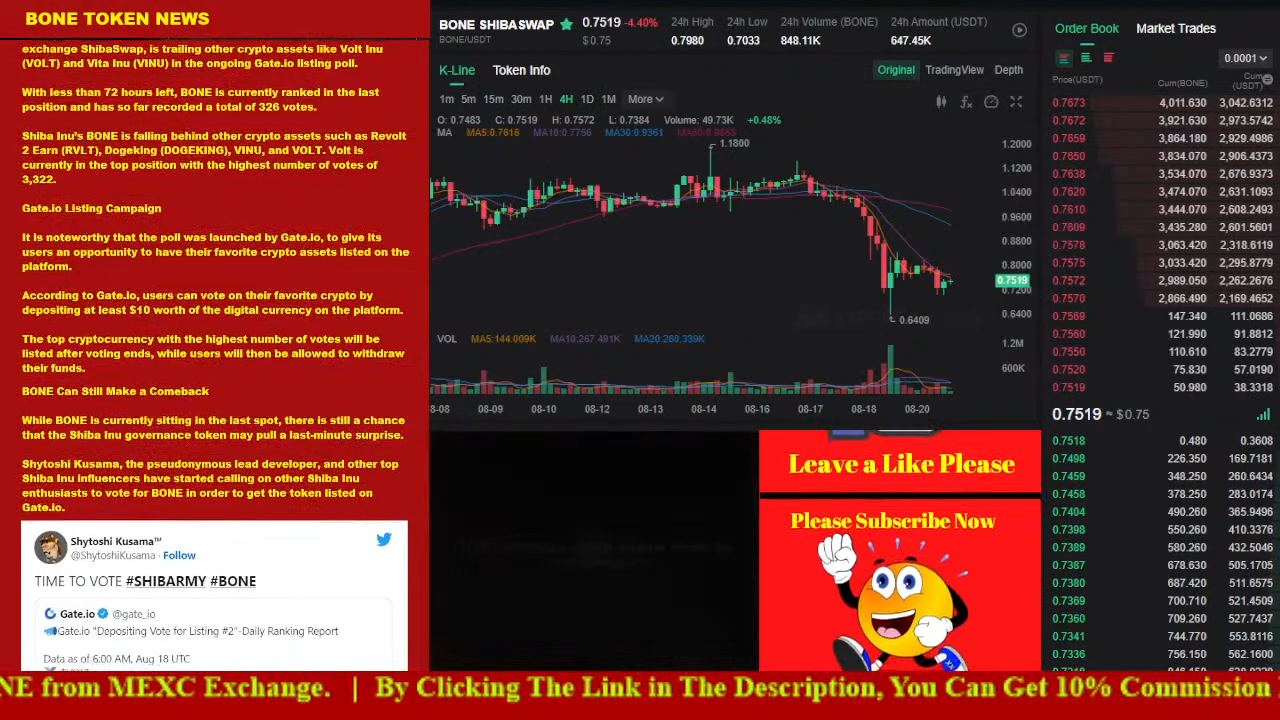 BONE TOKEN NEWS
exchange ShibaSwap, is trailing other crypto assets like Volt Inu
(VOLT) and Vita Inu (VINU) in the ongoing Gate.io listing poll.
With less than 72 hours left, BONE is currently ranked in the last
position and has so far recorded a total of 326 votes.
Shiba Inu's BONE is falling behind other crypto assets such as Revolt
2 Earn (RVLT), Dogeking (DOGEKING), VINU, and VOLT. Volt is
currently in the top position with the highest number of votes of
3,322.
Gate.io Listing Campaign
It is noteworthy that the poll was launched by Gate.io, to give its
users an opportunity to have their favorite crypto assets listed on the
platform.
According to Gate.io, users can vote on their favorite crypto by
depositing at least $10 worth of the digital currency on the platform.
The top cryptocurrency with the highest number of votes will be
listed after voting ends, while users will then be allowed to withdraw
their funds.
BONE Can Still Make a Comeback
While BONE is currently sitting in the last spot, there is still a chance
that the Shiba Inu governance token may pull a last-minute surprise.
Shytoshi Kusama, the pseudonymous lead developer, and other top
Shiba Inu influencers have started calling on other Shiba Inu
enthusiasts to vote for BONE in order to get the token listed on
Gate.io.
Shytoshi Kusama™
@ShytoshiKusama · Follow
TIME TO VOTE #SHIBARMY #BONE
Gate.io @gate_io
Gate.io "Depositing Vote for Listing #2"-Daily Ranking Report
Data as of 6:00 AM, Aug 18 UTC
BONE SHIBASWAP 0.7519 -4.40% 24h High 24h Low 24h Volume (BONE) 24h Amount (USDT)
BONE/USDT $0.75 0.7980 0.7033 848.11K 647.45K
K-Line Token Info Original TradingView Depth
1m 5m 15m 30m 1H 4H 1D 1M More
O: 0.7483 C: 0.7519 H: 0.7572 L: 0.7384 Volume: 49.73K +0.48%
MA MA5:0.7616 MA10:0.7756 MA30:0.9361
1.1800
1.2000
1.1200
1.0400
0.9600
0.8800
0.8000
0.7519
0.7200
0.6400
0.6409
VOL MA5:144.009K MA10:267.491K MA20:260.339K
1.2M
600K
8-08 08-09 08-10 08-12 08-13 08-14 08-16 08-17 08-18 08-20
Leave a Like Please
Please Subscribe Now
Order Book Market Trades
0.0001
Price(USDT) Cum(BONE) Cum (USDT)
0.7673 4,011.630 3,042.6312
0.7672 3,921.630 2,973.5742
0.7659 3,864.180 2,929.4986
0.7650 3,834.070 2,906.4373
0.7638 3,534.070 2,676.9373
0.7620 3,474.070 2,631.1093
0.7610 3,444.070 2,608.2493
0.7609 3,435.280 2,601.5601
0.7578 3,063.420 2,318.6119
0.7575 3,033.420 2,295.8779
0.7572 2,989.050 2,262.2676
0.7570 2,866.490 2,169.4652
0.7569 147.340 111.0686
0.7560 121.990 91.8812
0.7550 110.610 83.2779
0.7520 75.830 57.0190
0.7519 50.980 38.3318
0.7519 ≈ $0.75
0.7518 0.480 0.3608
0.7498 226.350 169.7181
0.7459 348.250 260.6434
0.7458 378.250 283.0174
0.7404 490.260 365.9496
0.7398 550.260 410.3376
0.7389 580.260 432.5046
0.7387 678.630 505.1705
0.7380 687.420 511.6575
0.7369 700.710 521.4509
0.7360 709.260 527.7437
0.7341 744.770 553.8116
0.7336 756.150 562.1600
NE from MEXC Exchange. | By Clicking The Link in The Description, You Can Get 10% Commission